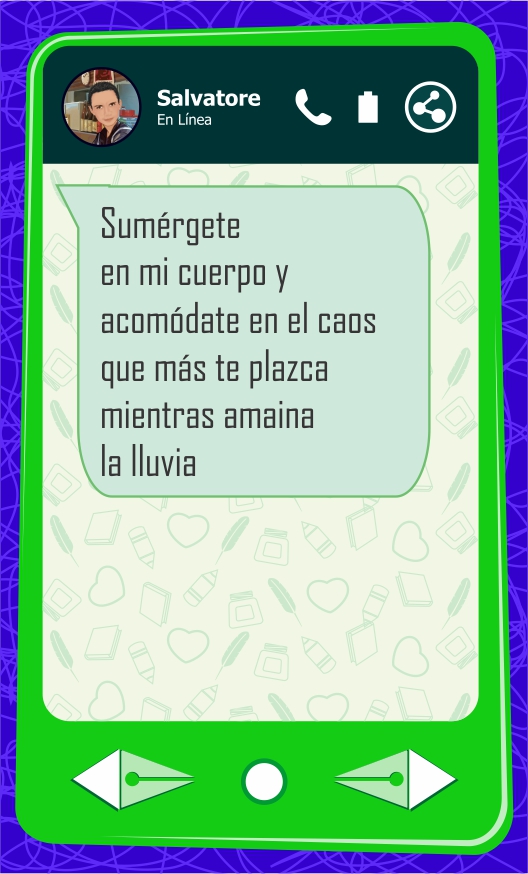 Salvatore
En Línea
Sumérgete
en mi cuerpo y
acomódate en el caos
que más te plazca
mientras amaina
la lluvia